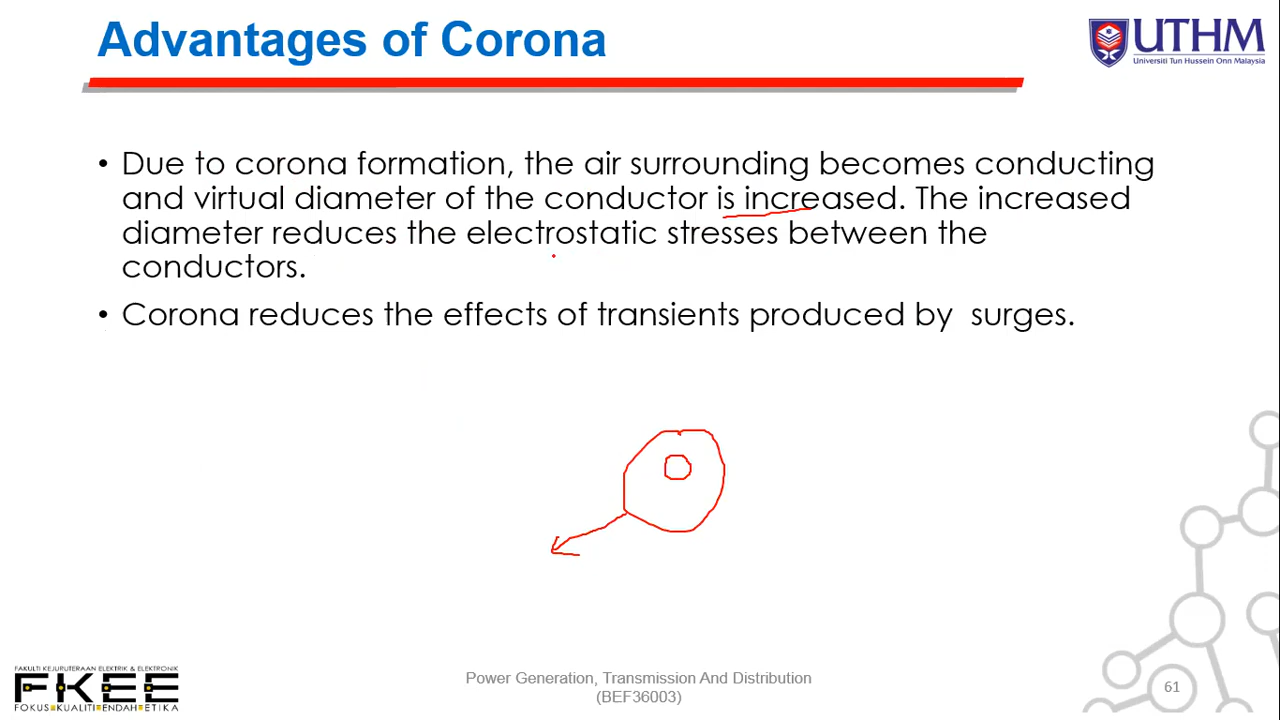 Advantages of Corona
UTHM
Universiti Tun Hussein Onn Malaysia
• Due to corona formation, the air surrounding becomes conducting
and virtual diameter of the conductor is increased. The increased
diameter reduces the electrostatic stresses between the
conductors.
• Corona reduces the effects of transients produced by surges.
FAKULTI KEJURUTERAAN ELEKTRIK & ELEKTRONIK
FKEE
FOKUS•KUALITI•ENDAH•ETIKA
Power Generation, Transmission And Distribution
(BEF36003)
61